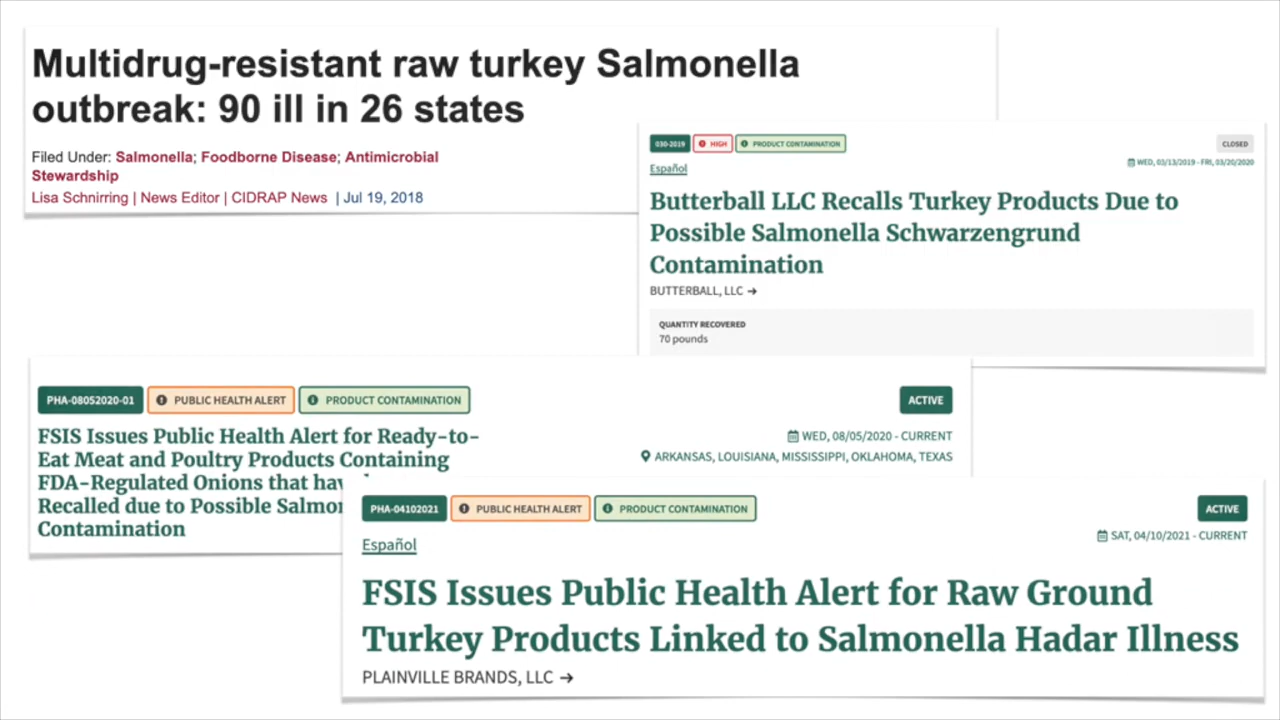 Multidrug-resistant raw turkey Salmonella
outbreak: 90 ill in 26 states
Filed Under: Salmonella; Foodborne Disease; Antimicrobial
Stewardship
Lisa Schnirring | News Editor | CIDRAP News | Jul 19, 2018
030-2019 HIGH PRODUCT CONTAMINATION CLOSED
Español WED, 03/13/2019 - FRI, 03/20/2020
Butterball LLC Recalls Turkey Products Due to
Possible Salmonella Schwarzengrund
Contamination
BUTTERBALL, LLC →
QUANTITY RECOVERED
70 pounds
PHA-08052020-01 PUBLIC HEALTH ALERT PRODUCT CONTAMINATION ACTIVE
WED, 08/05/2020 - CURRENT
ARKANSAS, LOUISIANA, MISSISSIPPI, OKLAHOMA, TEXAS
FSIS Issues Public Health Alert for Ready-to-
Eat Meat and Poultry Products Containing
FDA-Regulated Onions that hav
Recalled due to Possible Salmo
Contamination
PHA-04102021 PUBLIC HEALTH ALERT PRODUCT CONTAMINATION ACTIVE
Español SAT, 04/10/2021 - CURRENT
FSIS Issues Public Health Alert for Raw Ground
Turkey Products Linked to Salmonella Hadar Illness
PLAINVILLE BRANDS, LLC →